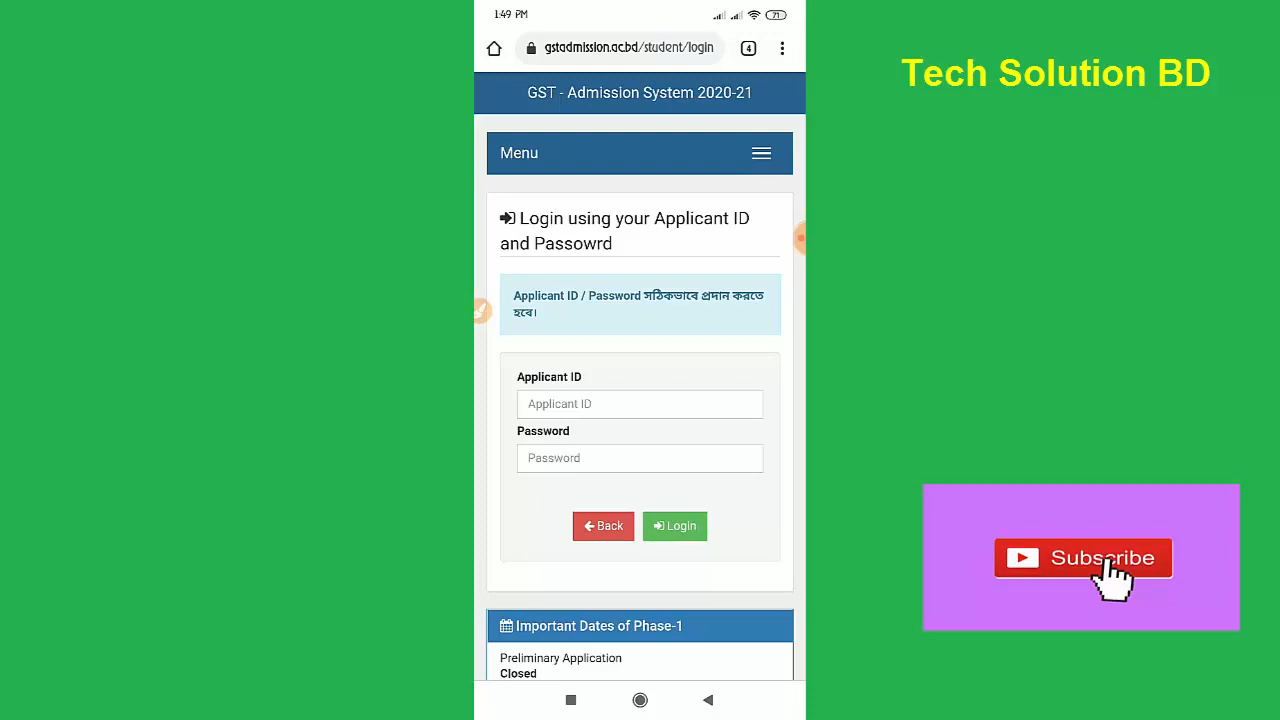 1:49 PM
71
gstadmission.ac.bd/student/login
4
Tech Solution BD
GST - Admission System 2020-21
Menu
Login using your Applicant ID
and Passowrd
Applicant ID / Password সঠিকভাবে প্রদান করতে
হবে।
Applicant ID
Applicant ID
Password
Password
Back
Login
Subscribe
Important Dates of Phase-1
Preliminary Application
Closed